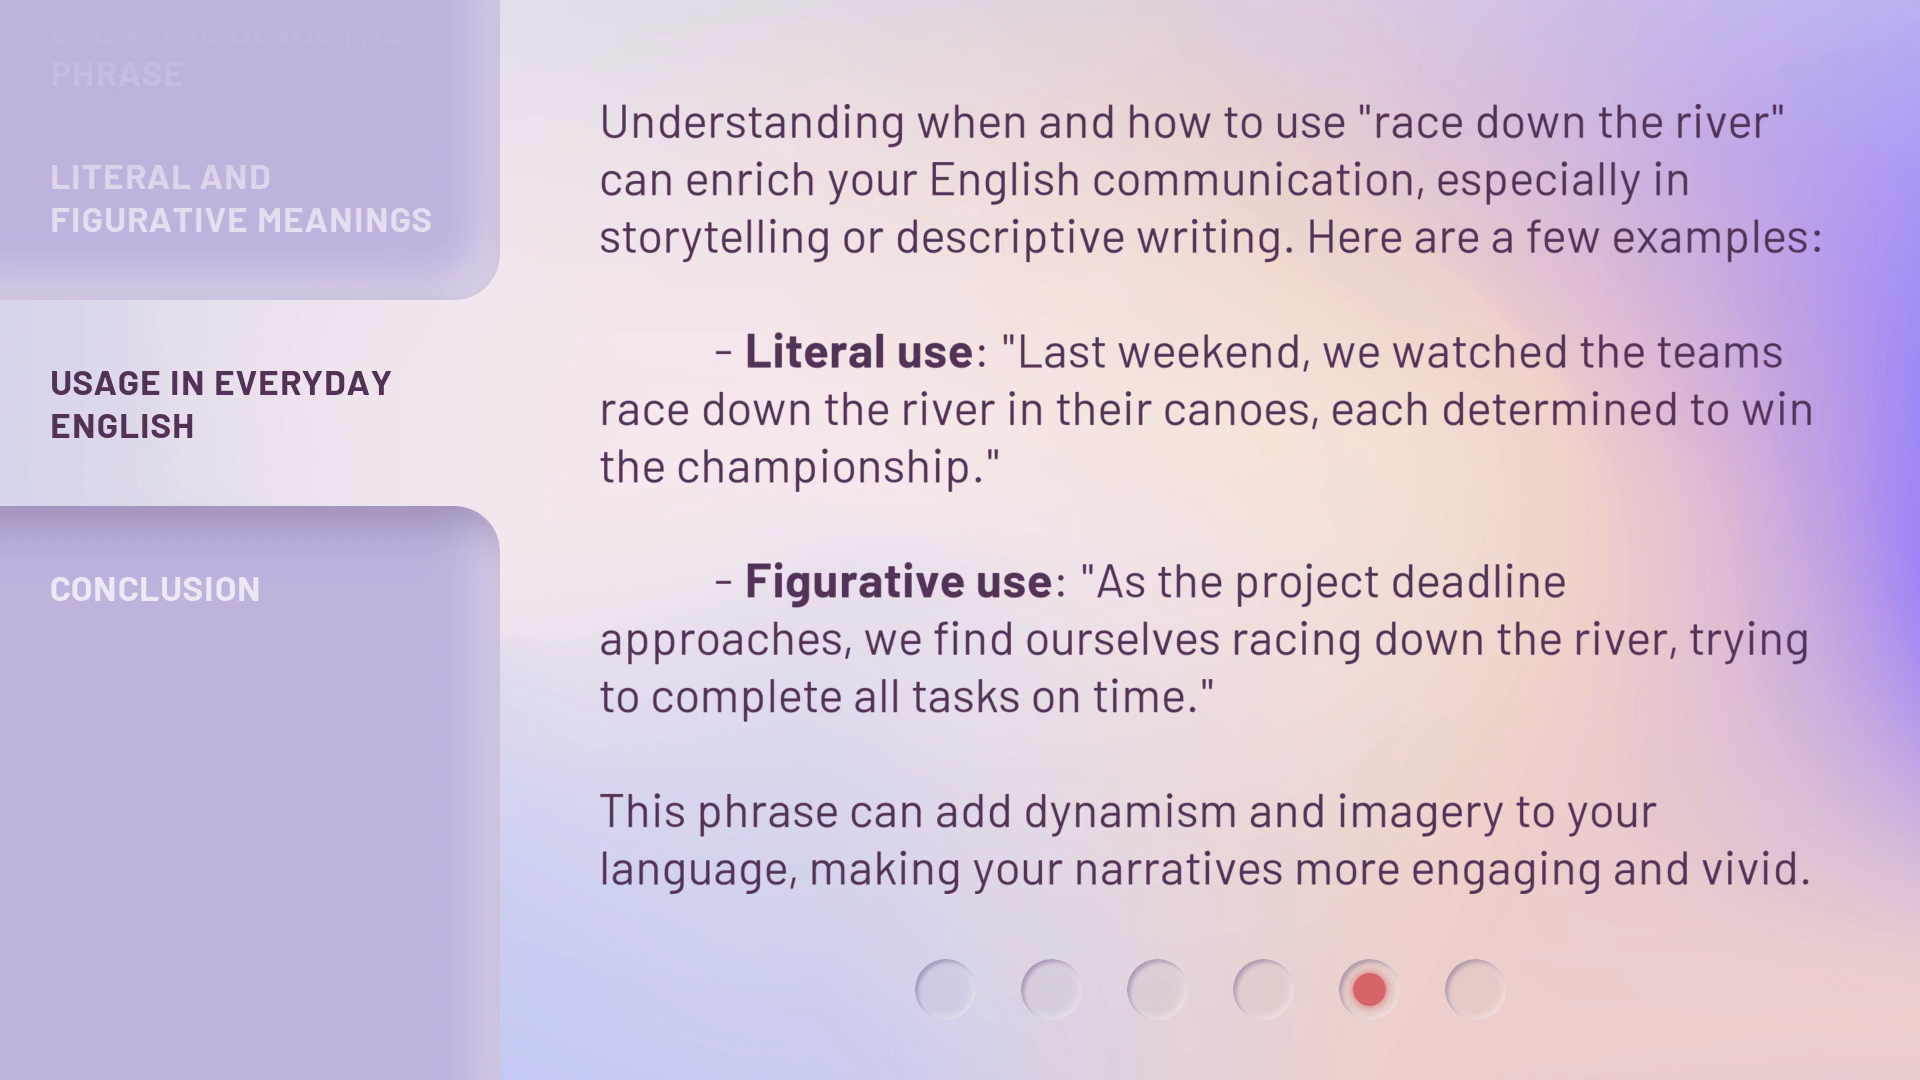 BREAKING DOWN THE
PHRASE
LITERAL AND
FIGURATIVE MEANINGS
USAGE IN EVERYDAY
ENGLISH
CONCLUSION
Understanding when and how to use "race down the river"
can enrich your English communication, especially in
storytelling or descriptive writing. Here are a few examples:
- Literal use: "Last weekend, we watched the teams
race down the river in their canoes, each determined to win
the championship."
- Figurative use: "As the project deadline
approaches, we find ourselves racing down the river, trying
to complete all tasks on time."
This phrase can add dynamism and imagery to your
language, making your narratives more engaging and vivid.